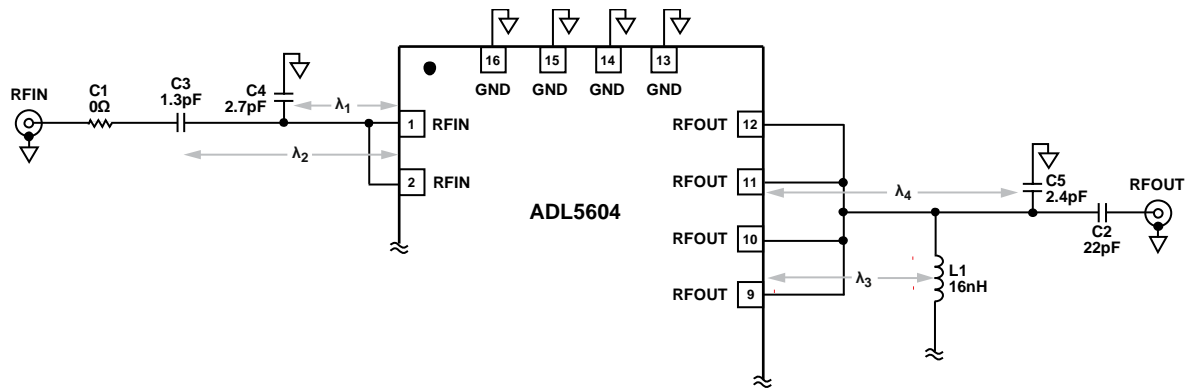 16
15
14
13
GND
GND
GND
GND
RFIN
C1
0Ω
C3
1.3pF
C4
2.7pF
λ1
λ2
1
RFIN
2
RFIN
ADL5604
RFOUT
12
RFOUT
11
RFOUT
10
RFOUT
9
λ4
λ3
C5
2.4pF
RFOUT
C2
22pF
L1
16nH